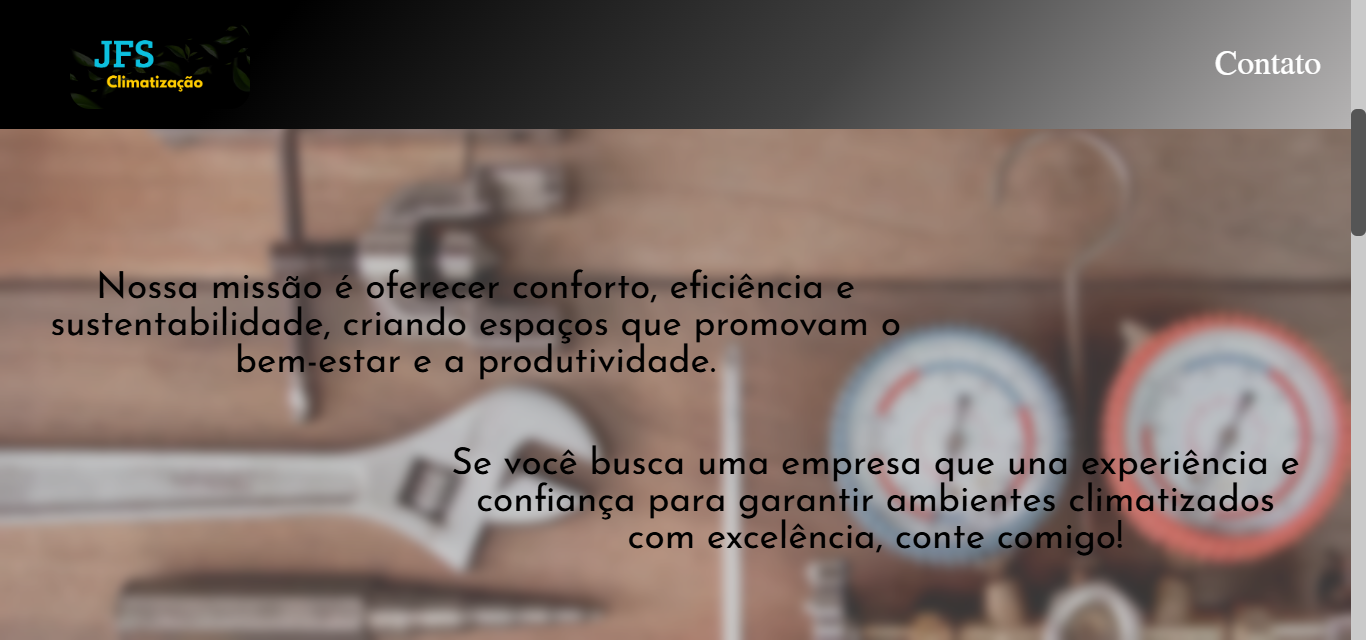 JFS
Climatização
Contato
Nossa missão é oferecer conforto, eficiência e
sustentabilidade, criando espaços que promovam o
bem-estar e a produtividade.
Se você busca uma empresa que una experiência e
confiança para garantir ambientes climatizados
com excelência, conte comigo!